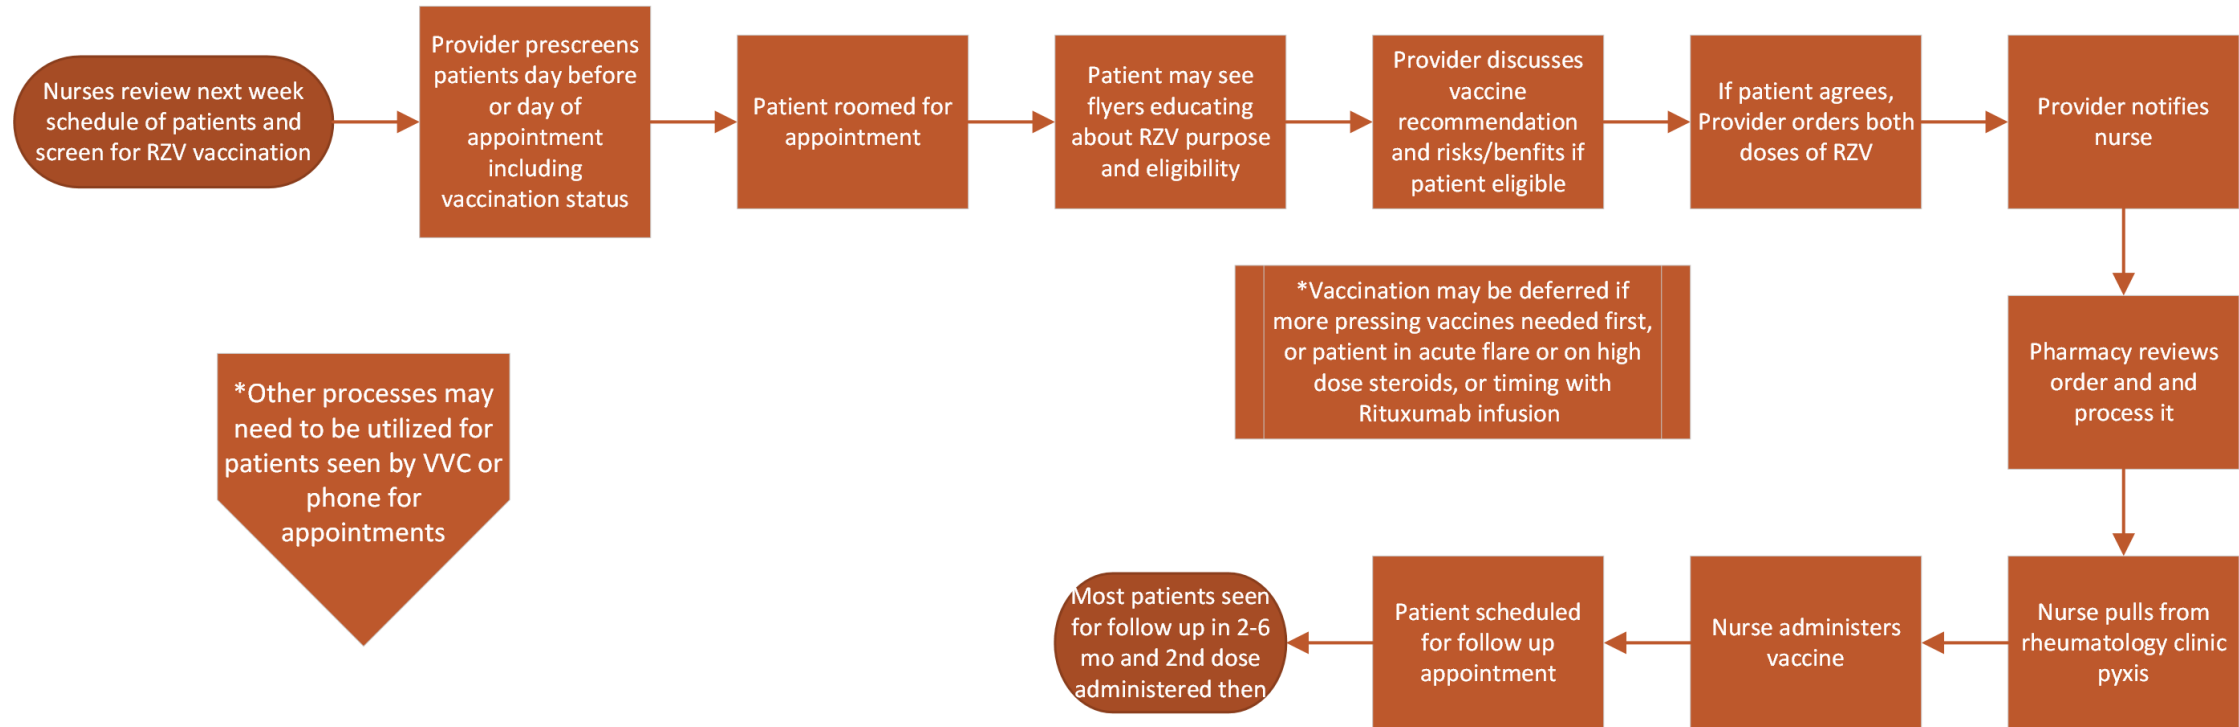 Nurses review next week
schedule of patients and
screen for RZV vaccination
Provider prescreens
patients day before
or day of
appointment
including
vaccination status
Patient roomed for
appointment
Patient may see
flyers educating
about RZV purpose
and eligibility
Provider discusses
vaccine
recommendation
and risks/benfits if
patient eligible
If patient agrees,
Provider orders both
doses of RZV
Provider notifies
nurse
*Vaccination may be deferred if
more pressing vaccines needed first,
or patient in acute flare or on high
dose steroids, or timing with
Rituxumab infusion
Pharmacy reviews
order and and
process it
*Other processes may
need to be utilized for
patients seen by VVC or
phone for
appointments
Nurse pulls from
rheumatology clinic
pyxis
Nurse administers
vaccine
Patient scheduled
for follow up
appointment
Most patients seen
for follow up in 2-6
mo and 2nd dose
administered then